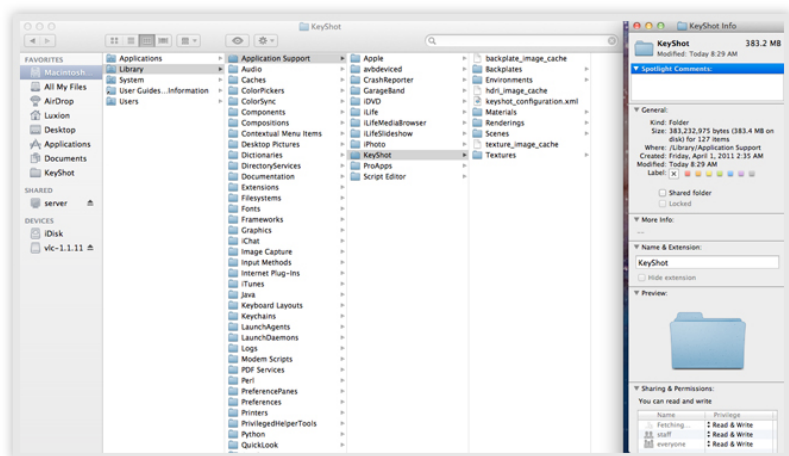 KeyShot
FAVORITES
Macintosh...
All My Files
AirDrop
Luxion
Desktop
Applications
Documents
KeyShot
SHARED
server
DEVICES
iDisk
vlc-1.1.11
Applications
Library
System
User Guides...Information
Users
Application Support
Audio
Caches
ColorPickers
ColorSync
Components
Compositions
Contextual Menu Items
Desktop Pictures
Dictionaries
DirectoryServices
Documentation
Extensions
Filesystems
Fonts
Frameworks
Graphics
iChat
Image Capture
Input Methods
Internet Plug-Ins
iTunes
Java
Keyboard Layouts
Keychains
LaunchAgents
LaunchDaemons
Logs
Modem Scripts
PDF Services
Perl
PreferencePanes
Preferences
Printers
PrivilegedHelperTools
Python
QuickLook
Apple
avbdeviced
CrashReporter
GarageBand
iDVD
iLife
iLifeMediaBrowser
iLifeSlideshow
iPhoto
KeyShot
ProApps
Script Editor
backplate_image_cache
Backplates
Environments
hdri_image_cache
keyshot_configuration.xml
Materials
Renderings
Scenes
texture_image_cache
Textures
KeyShot Info
KeyShot 383.2 MB
Modified: Today 8:29 AM
Spotlight Comments:
General:
Kind: Folder
Size: 383,232,975 bytes (383.4 MB on
disk) for 127 items
Where: /Library/Application Support
Created: Friday, April 1, 2011 2:35 AM
Modified: Today 8:29 AM
Label:
Shared folder
Locked
More Info:
--
Name & Extension:
KeyShot
Hide extension
Preview:
Sharing & Permissions:
You can read and write
Name Privilege
Fetching... Read & Write
staff Read & Write
everyone Read & Write